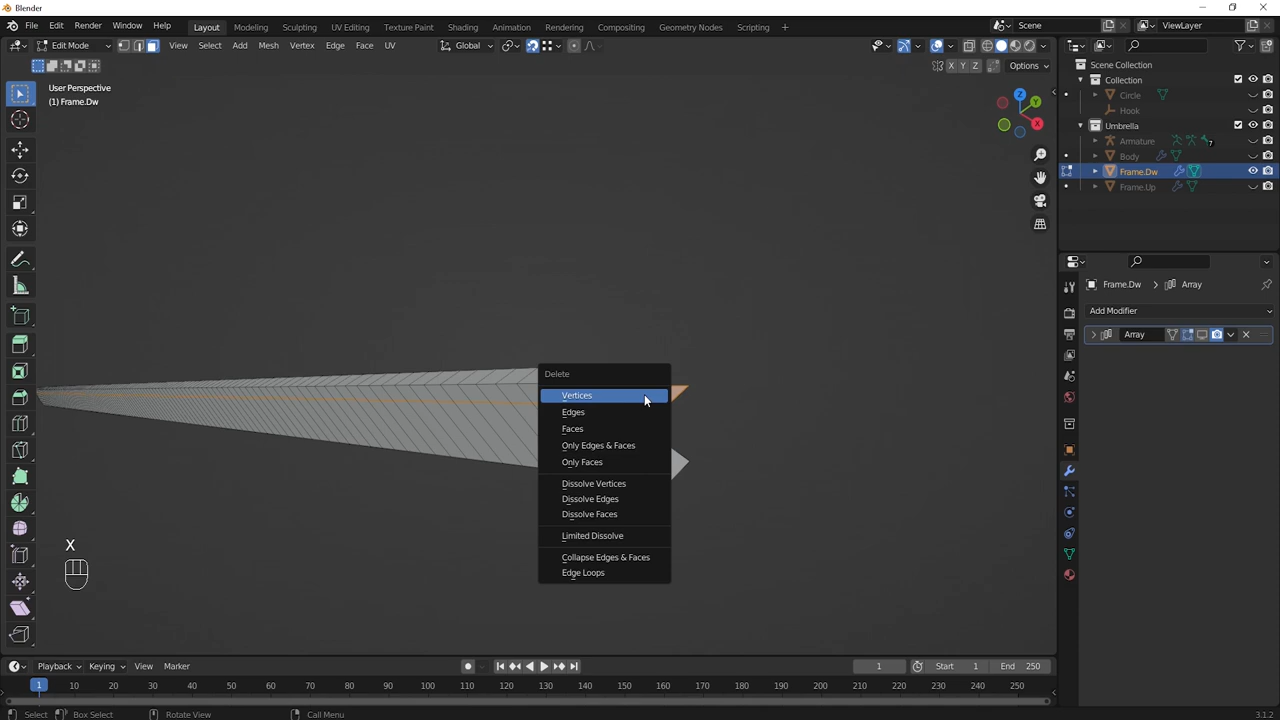 Blender
File Edit Render Window Help
Layout Modeling Sculpting UV Editing Texture Paint Shading Animation Rendering Compositing Geometry Nodes Scripting +
Scene ViewLayer
Edit Mode View Select Add Mesh Vertex Edge Face UV Global
X Y Z Options
User Perspective
(1) Frame.Dw
Z Y X
Scene Collection
Collection
Circle
Hook
Umbrella
Armature 7
Body
Frame.Dw
Frame.Up
Frame.Dw > Array
Add Modifier
Array
Delete
Vertices
Edges
Faces
Only Edges & Faces
Only Faces
Dissolve Vertices
Dissolve Edges
Dissolve Faces
Limited Dissolve
Collapse Edges & Faces
Edge Loops
X
Playback Keying View Marker 1 Start 1 End 250
1 10 20 30 40 50 60 70 80 90 100 110 120 130 140 150 160 170 180 190 200 210 220 230 240 250
Select Box Select Rotate View Call Menu 3.1.2